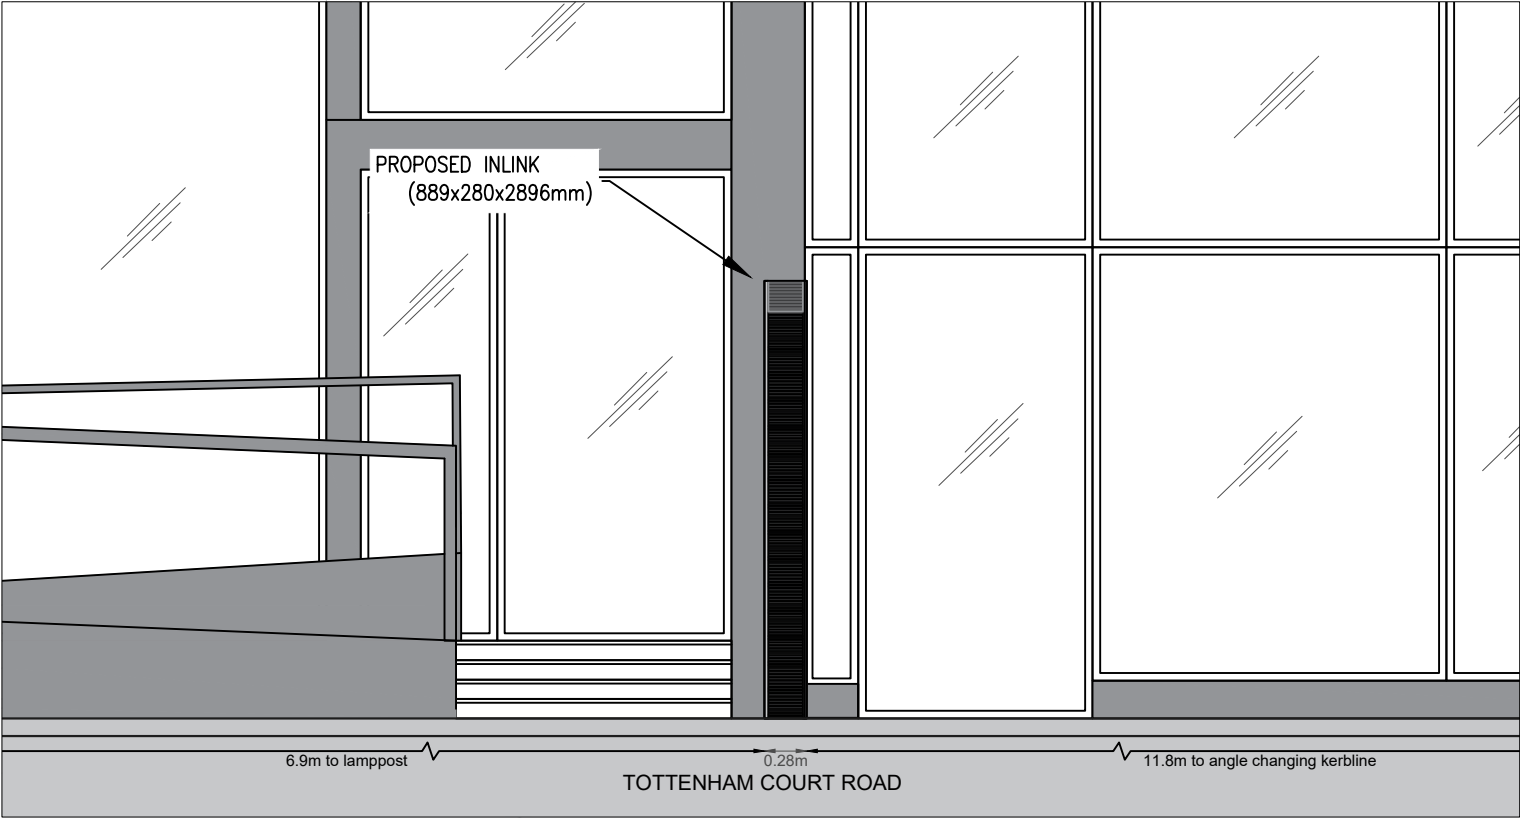 PROPOSED INLINK
(889x280x2896mm)
6.9m to lamppost
0.28m
11.8m to angle changing kerbline
TOTTENHAM COURT ROAD